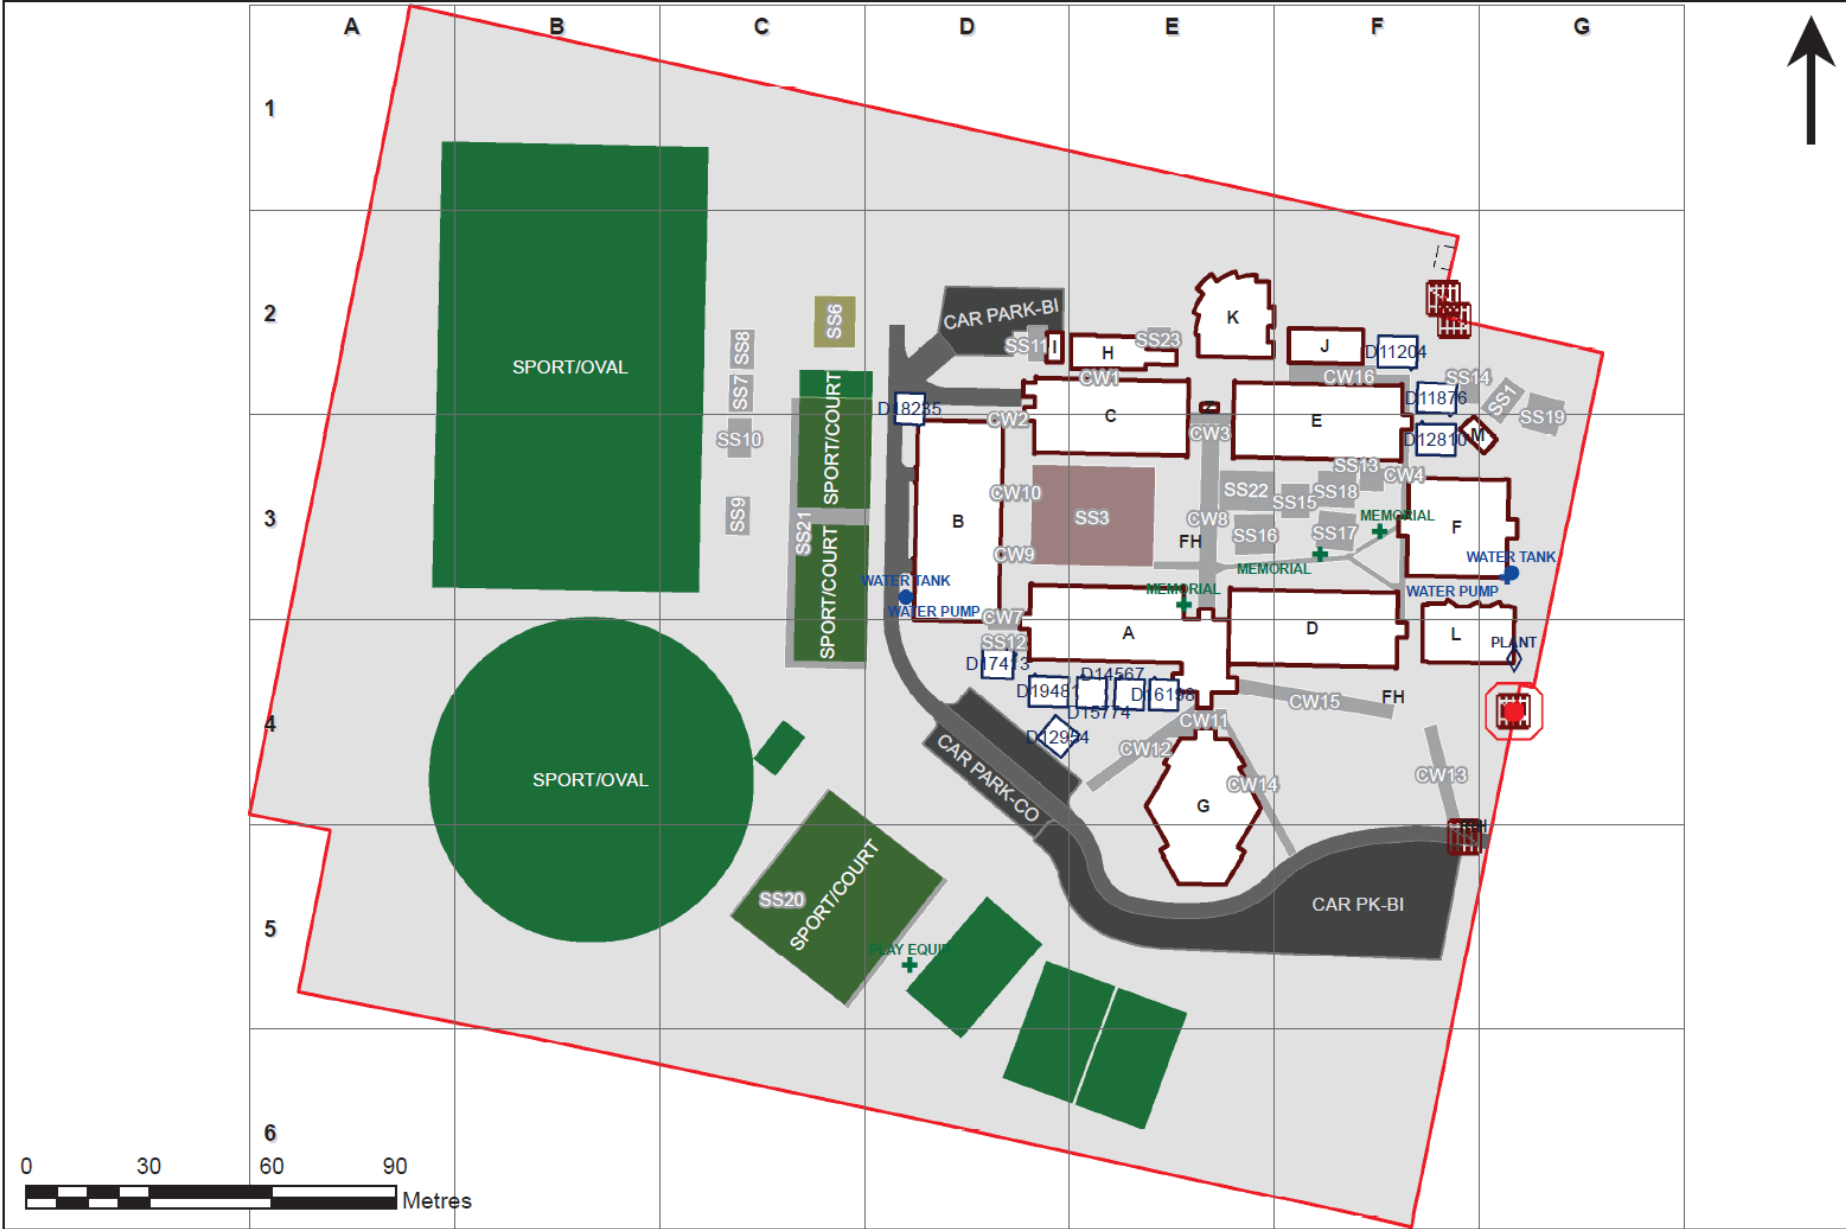 A B C D E F G
1
2
K
CAR PARK-BI
SS6
SS8
SS11
I
H
SS23
J
D11204
CW1
CW16
SS14
SS7
D18235
D11876
SS1
SS19
C
E
CW2
CW3
SPORT/OVAL
SPORT/COURT
SS10
D12810
M
SS13
CW4
SS22
SS18
SS15
CW10
SS9
SS3
B
3
CW8
MEMORIAL
SS21
SPORT/COURT
SS16
SS17
F
FH
CW9
WATER TANK
MEMORIAL
WATER TANK
MEMORIAL
WATER PUMP
WATER PUMP
CW7
A
D
L
SS12
PLANT
D17413
D14567
D19481
D16198
D15774
CW15
FH
4
CW11
D12954
CW12
CAR PARK-CO
CW13
SPORT/OVAL
CW14
G
SS20
SPORT/COURT
CAR PK-BI
5
PLAY EQUIP
6
0 30 60 90
Metres